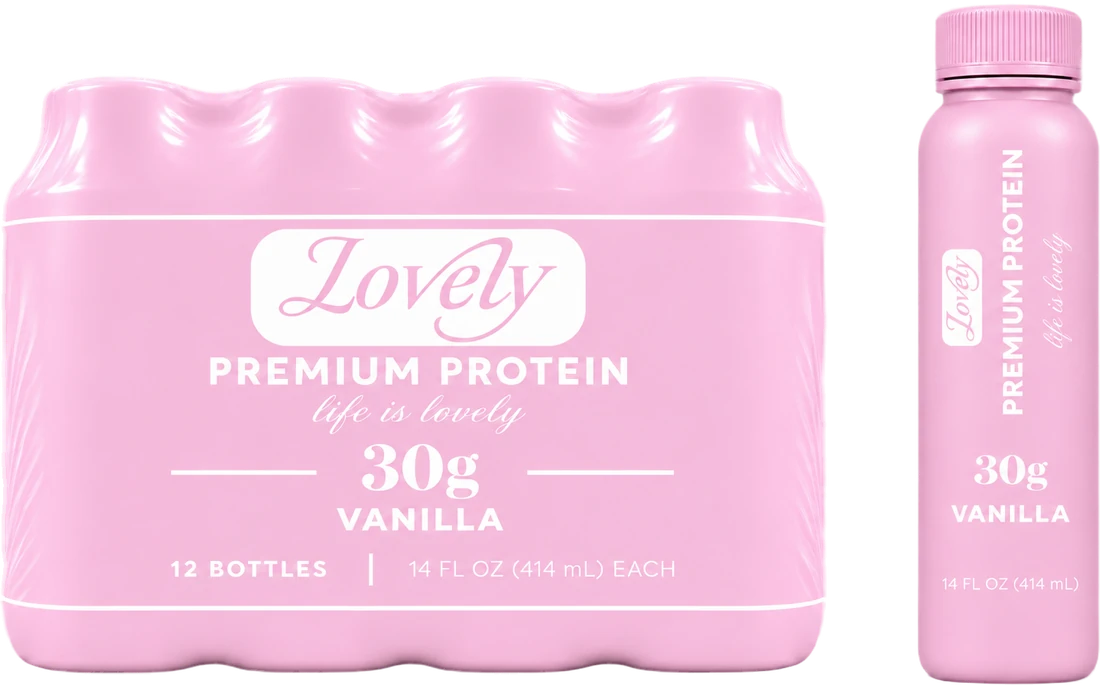 Lovely
PREMIUM PROTEIN
life is lovely
30g
VANILLA
12 BOTTLES | 14 FL OZ (414 mL) EACH
Lovely
PREMIUM PROTEIN
life is lovely
30g
VANILLA
14 FL OZ (414 mL)